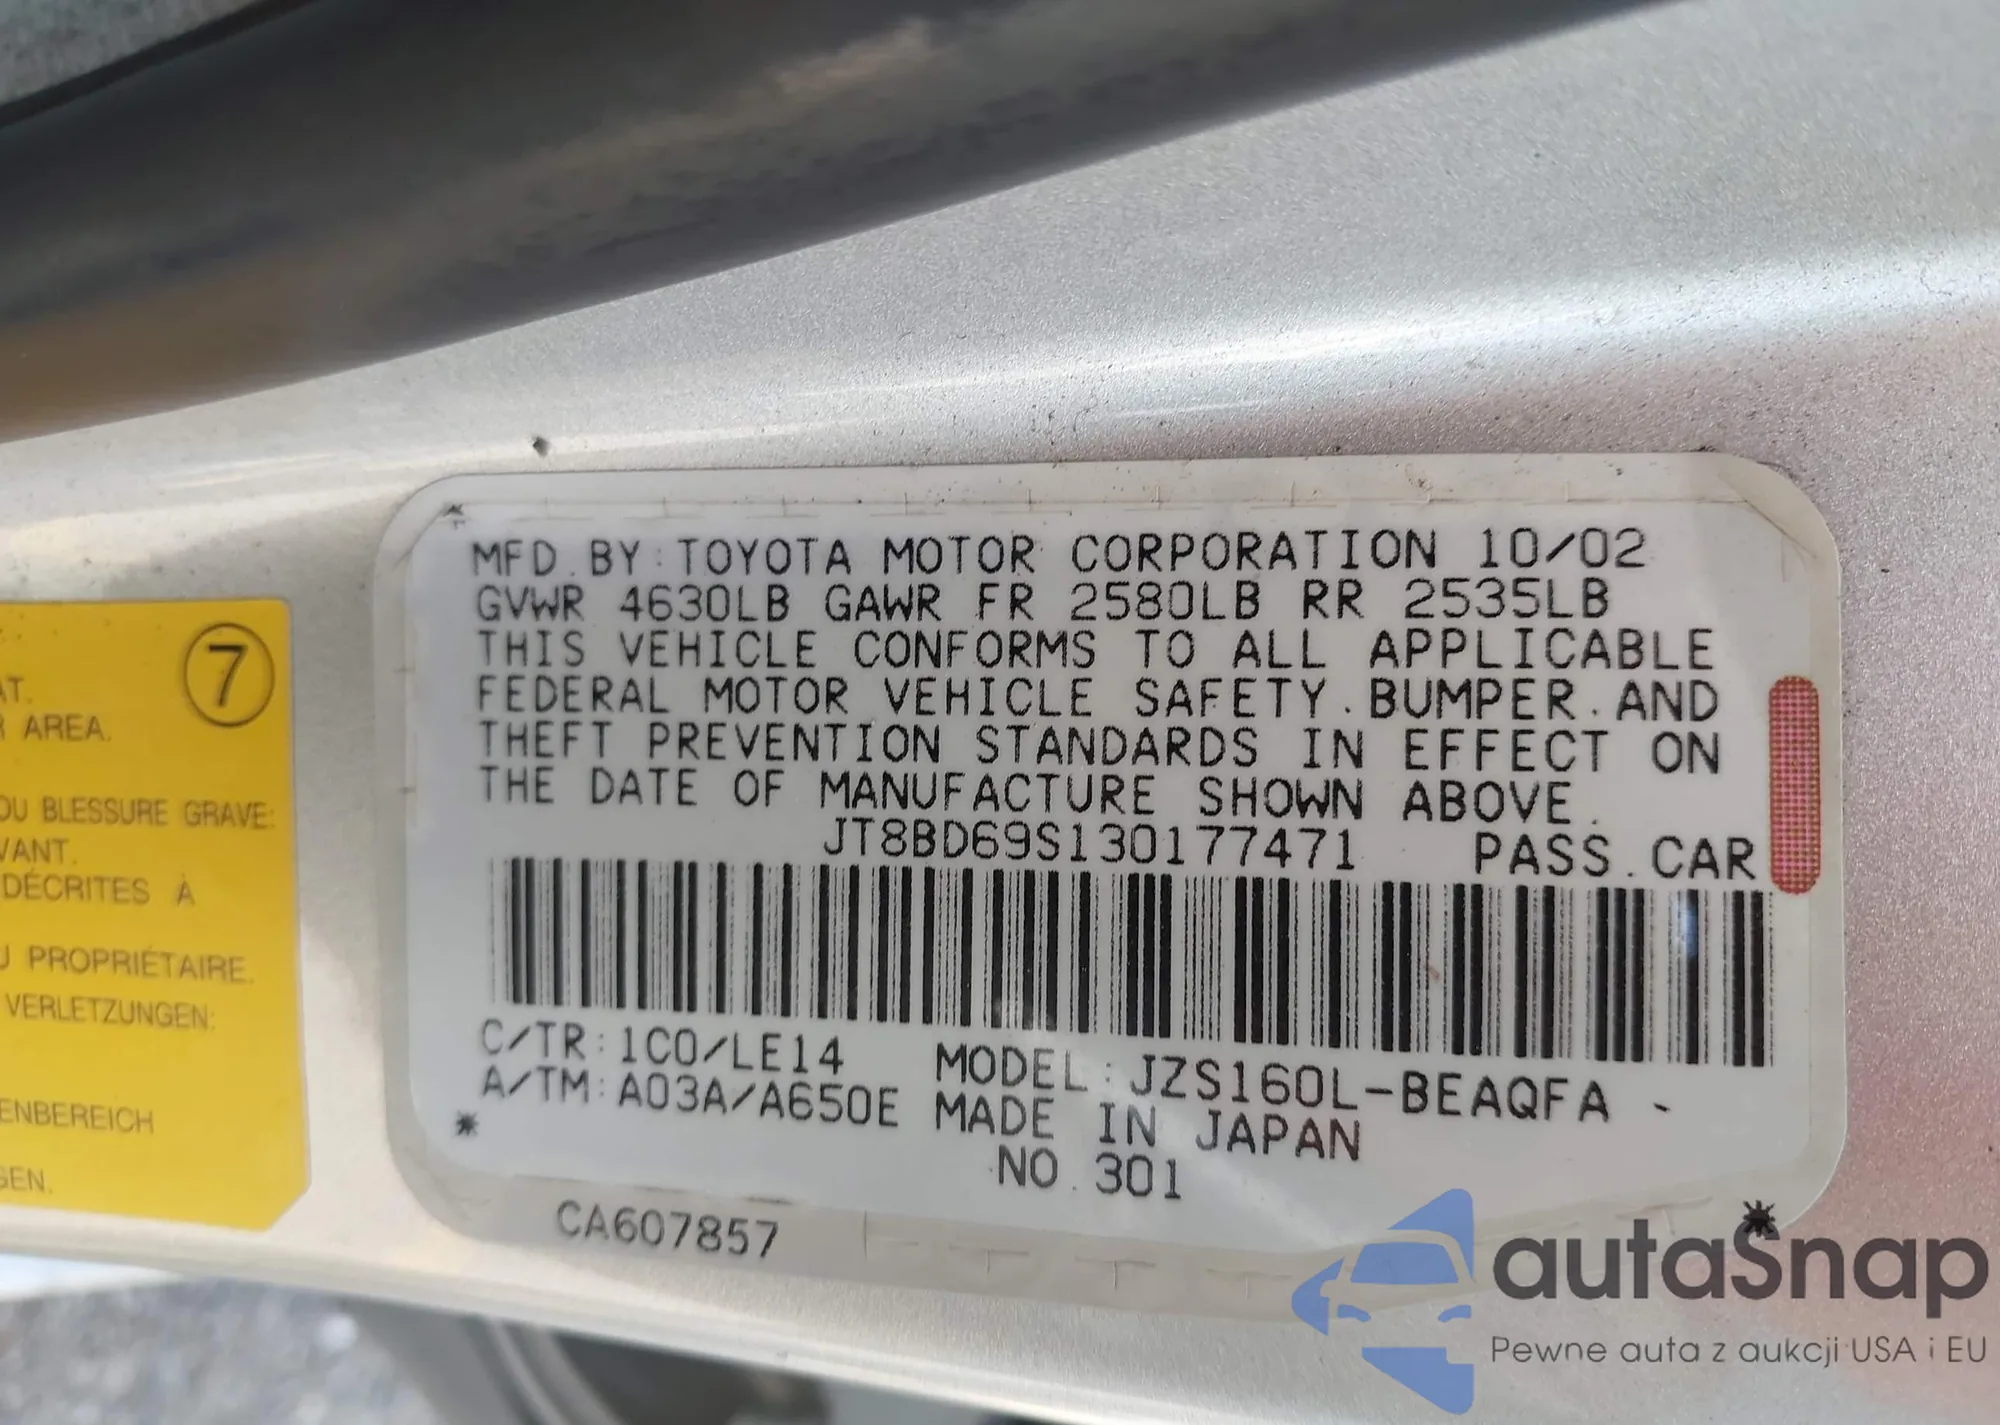 7
AT.
R AREA.
OU BLESSURE GRAVE:
VANT.
DÉCRITES À
U PROPRIÉTAIRE.
VERLETZUNGEN:
ENBEREICH
GEN.
MFD.BY:TOYOTA MOTOR CORPORATION 10/02
GVWR 4630LB GAWR FR 2580LB RR 2535LB
THIS VEHICLE CONFORMS TO ALL APPLICABLE
FEDERAL MOTOR VEHICLE SAFETY.BUMPER.AND
THEFT PREVENTION STANDARDS IN EFFECT ON
THE DATE OF MANUFACTURE SHOWN ABOVE.
JT8BD69S130177471 PASS.CAR
C/TR:1C0/LE14 MODEL:JZS160L-BEAQFA -
A/TM:A03A/A650E MADE IN JAPAN
NO.301
CA607857
autaSnap
Pewne auta z aukcji USA i EU